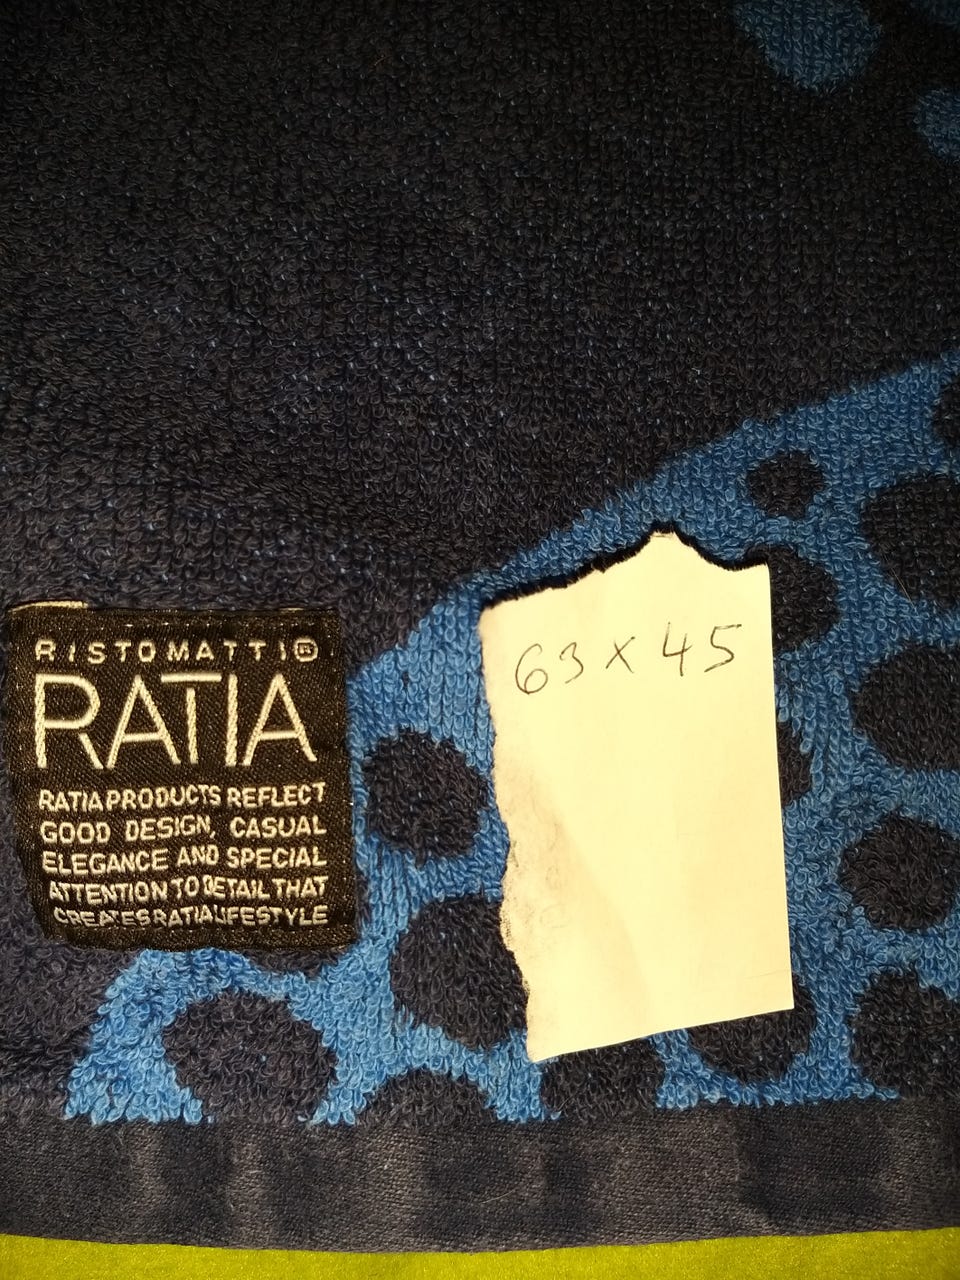 RISTOMATTI®
RATIA
RATIA PRODUCTS REFLECT
GOOD DESIGN, CASUAL
ELEGANCE AND SPECIAL
ATTENTION TO DETAIL THAT
CREATES RATIA LIFESTYLE
63 x 45